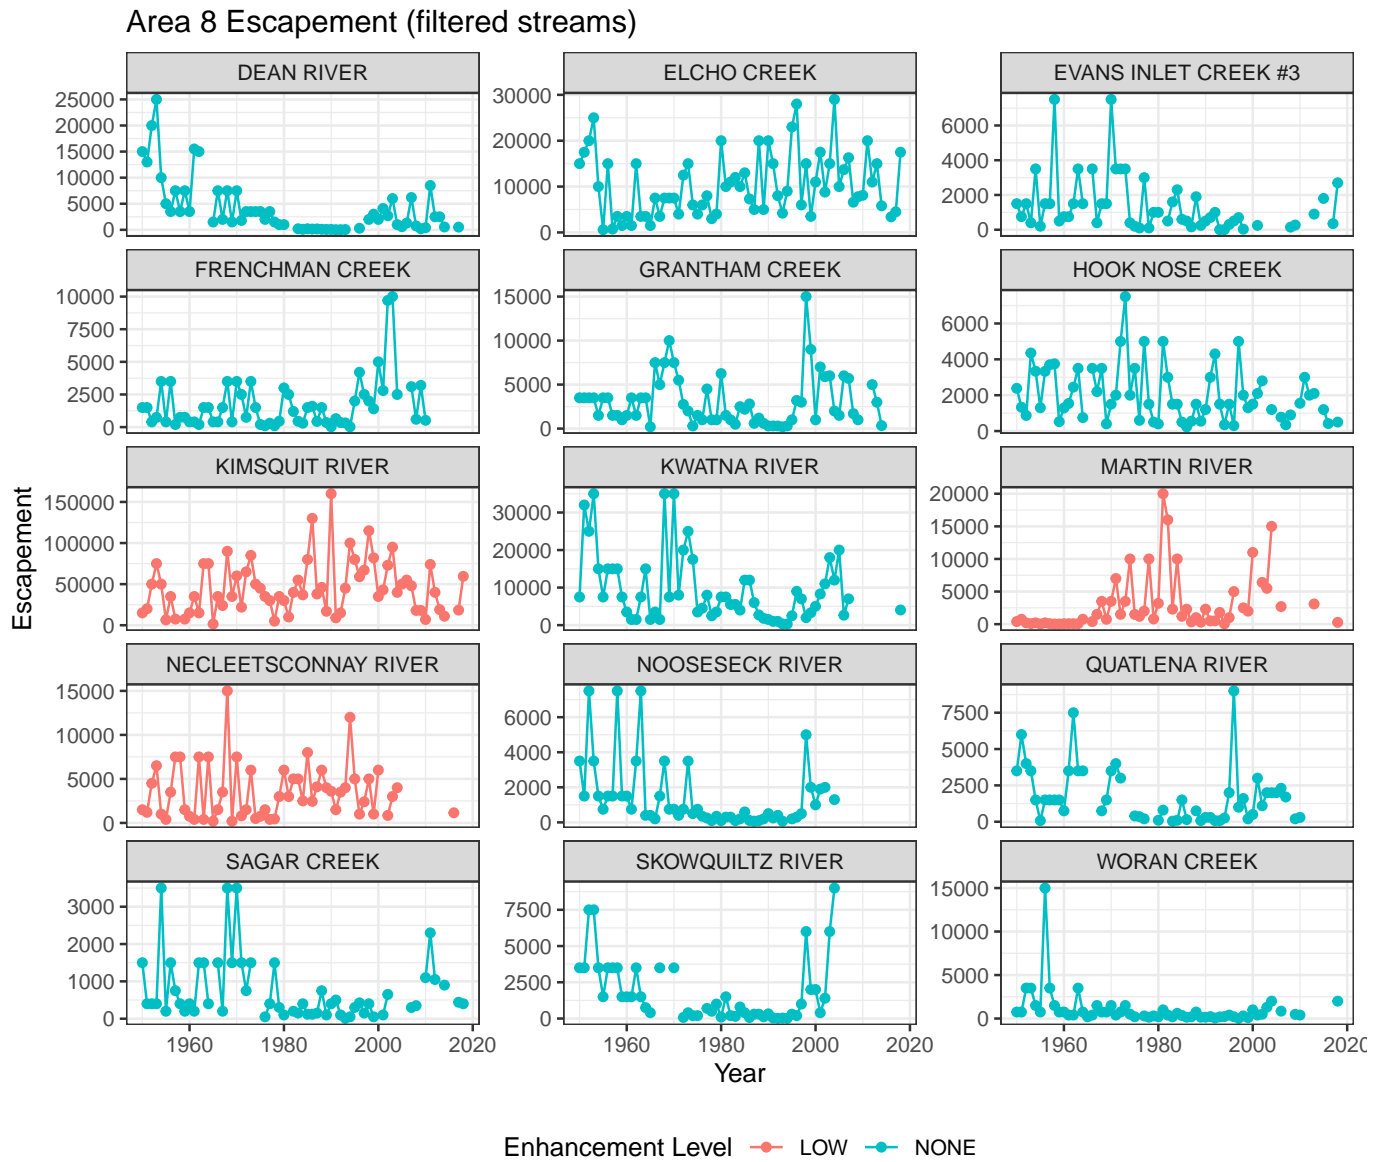 Area 8 Escapement (filtered streams)
DEAN RIVER
ELCHO CREEK
EVANS INLET CREEK #3
25000
20000
15000
10000
5000
0
30000
20000
10000
0
6000
4000
2000
0
FRENCHMAN CREEK
GRANTHAM CREEK
HOOK NOSE CREEK
10000
7500
5000
2500
0
15000
10000
5000
0
6000
4000
2000
0
KIMSQUIT RIVER
KWATNA RIVER
MARTIN RIVER
150000
100000
50000
0
30000
20000
10000
0
20000
15000
10000
5000
0
Escapement
NECLEETSCONNAY RIVER
NOOSESECK RIVER
QUATLENA RIVER
15000
10000
5000
0
6000
4000
2000
0
7500
5000
2500
0
SAGAR CREEK
SKOWQUILTZ RIVER
WORAN CREEK
3000
2000
1000
0
7500
5000
2500
0
15000
10000
5000
0
1960 1980 2000 2020
1960 1980 2000 2020
1960 1980 2000 2020
Year
Enhancement Level LOW NONE